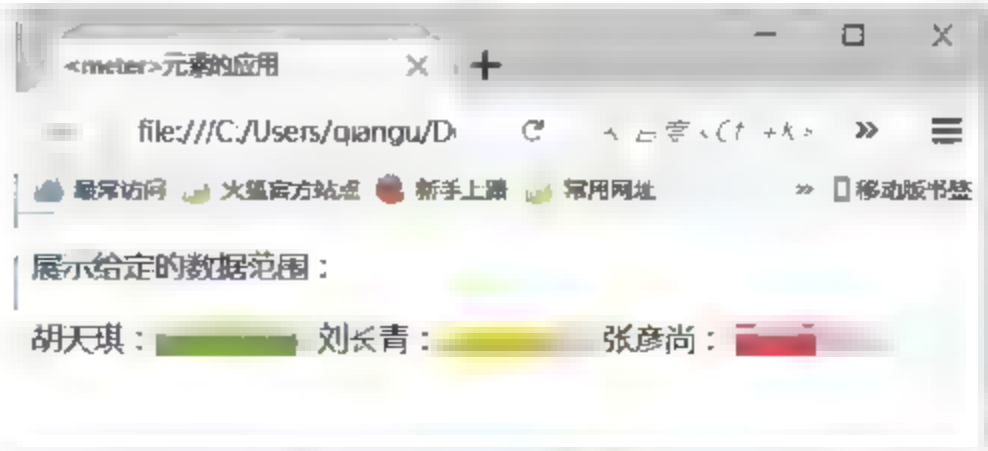 <meter>元素的应用
file:///C:/Users/qiangu/D
最常访问 火狐官方站点 新手上路 常用网址 » 移动版书签
展示给定的数据范围：
胡天琪： 刘长青： 张彦尚：